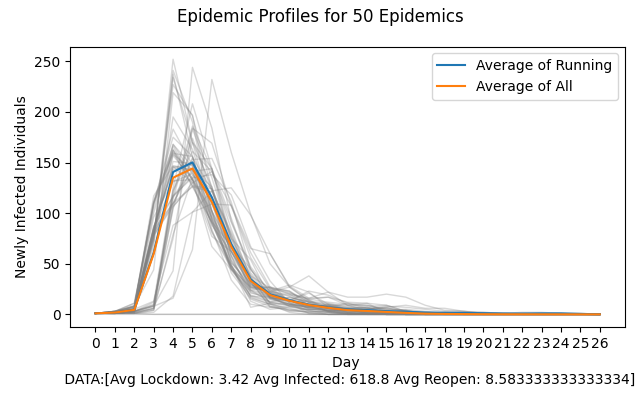 Epidemic Profiles for 50 Epidemics
250
200
150
100
50
0
Newly Infected Individuals
Average of Running
Average of All
0 1 2 3 4 5 6 7 8 9 10 11 12 13 14 15 16 17 18 19 20 21 22 23 24 25 26
Day
DATA:[Avg Lockdown: 3.42 Avg Infected: 618.8 Avg Reopen: 8.583333333333334]